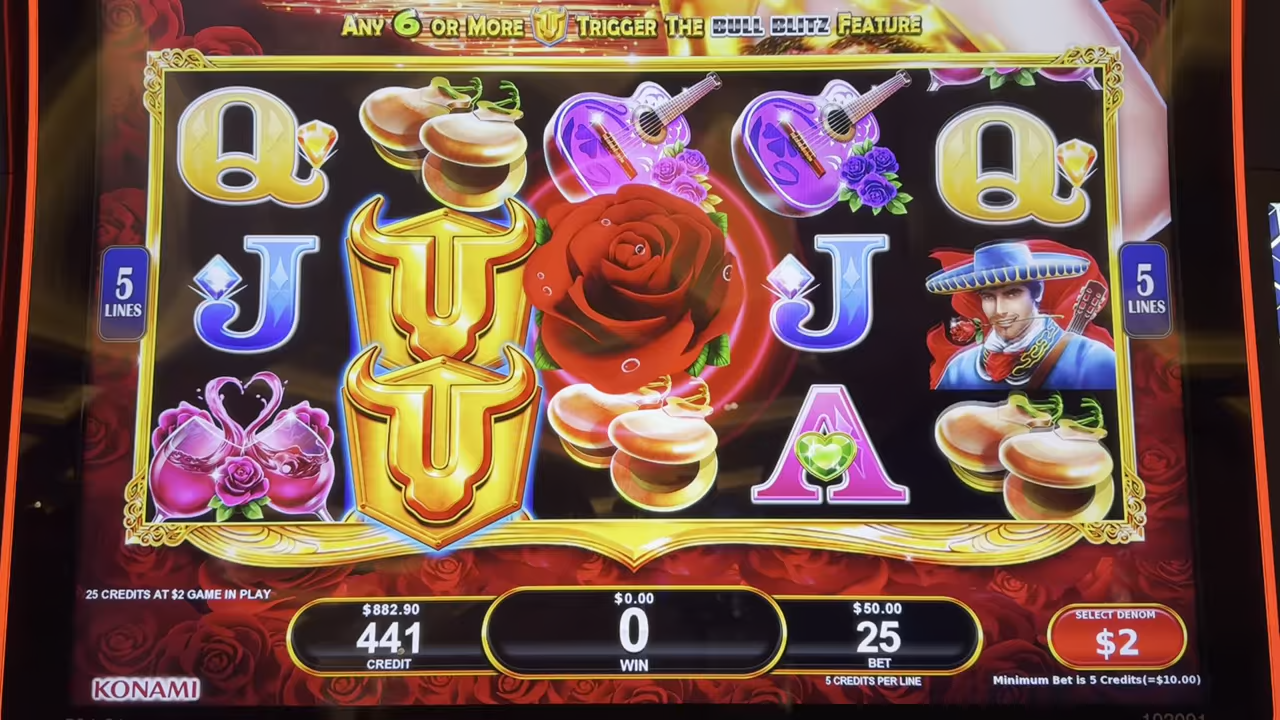 ANY 6 OR MORE TRIGGER THE BULL BLITZ FEATURE
Q
Q
5
LINES
J
J
5
LINES
A
25 CREDITS AT $2 GAME IN PLAY
$882.90
441
CREDIT
$0.00
0
WIN
$50.00
25
BET
5 CREDITS PER LINE
SELECT DENOM
$2
Minimum Bet is 5 Credits(=$10.00)
KONAMI